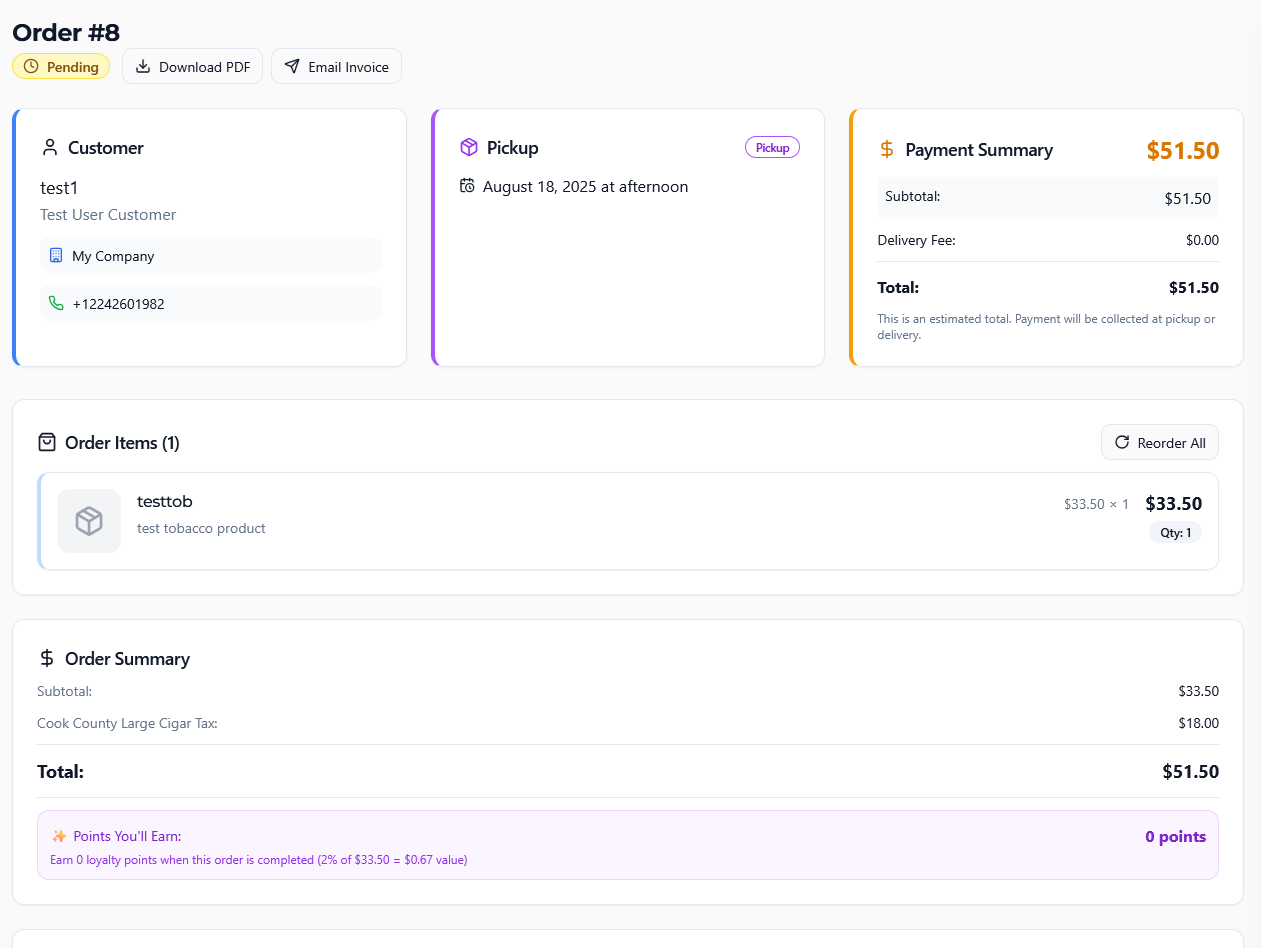 Order #8
Pending
Download PDF
Email Invoice
Customer
test1
Test User Customer
My Company
+12242601982
Pickup
Pickup
August 18, 2025 at afternoon
Payment Summary
$51.50
Subtotal:
$51.50
Delivery Fee:
$0.00
Total:
$51.50
This is an estimated total. Payment will be collected at pickup or
delivery.
Order Items (1)
Reorder All
testtob
test tobacco product
$33.50 × 1
$33.50
Qty: 1
Order Summary
Subtotal:
$33.50
Cook County Large Cigar Tax:
$18.00
Total:
$51.50
✨ Points You'll Earn:
0 points
Earn 0 loyalty points when this order is completed (2% of $33.50 = $0.67 value)